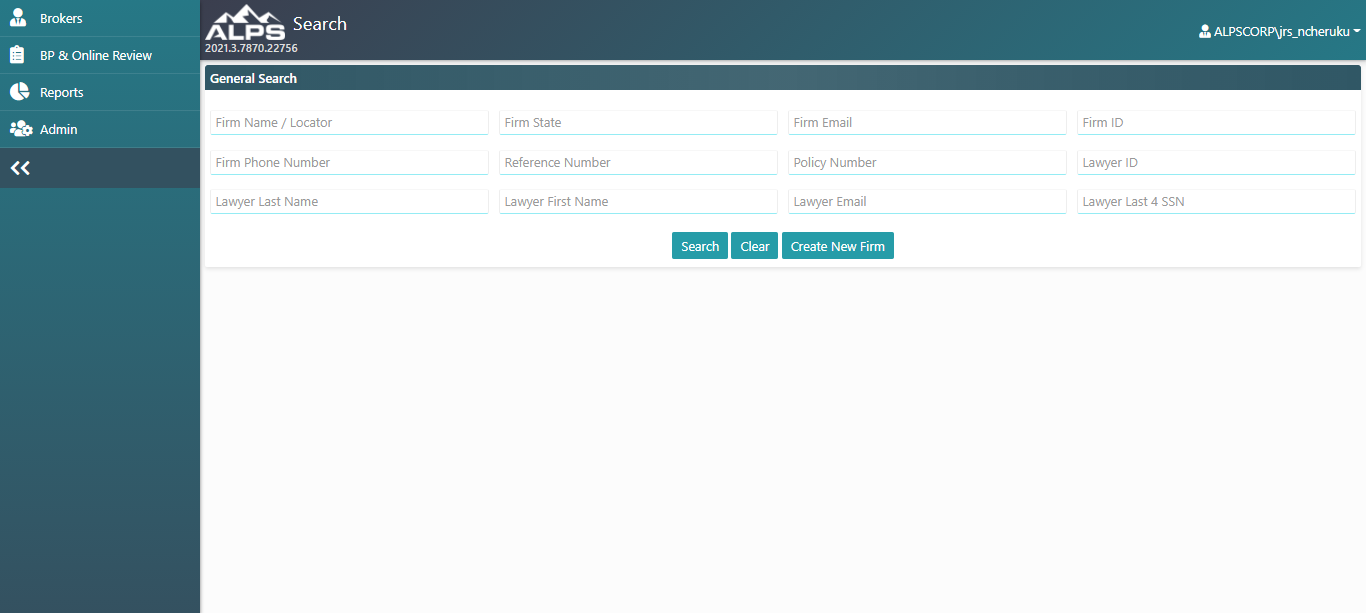 Brokers
BP & Online Review
Reports
Admin
ALPS Search
2021.3.7870.22756
ALPSCORP\jrs_ncheruku
General Search
Firm Name / Locator Firm State Firm Email Firm ID
Firm Phone Number Reference Number Policy Number Lawyer ID
Lawyer Last Name Lawyer First Name Lawyer Email Lawyer Last 4 SSN
Search Clear Create New Firm